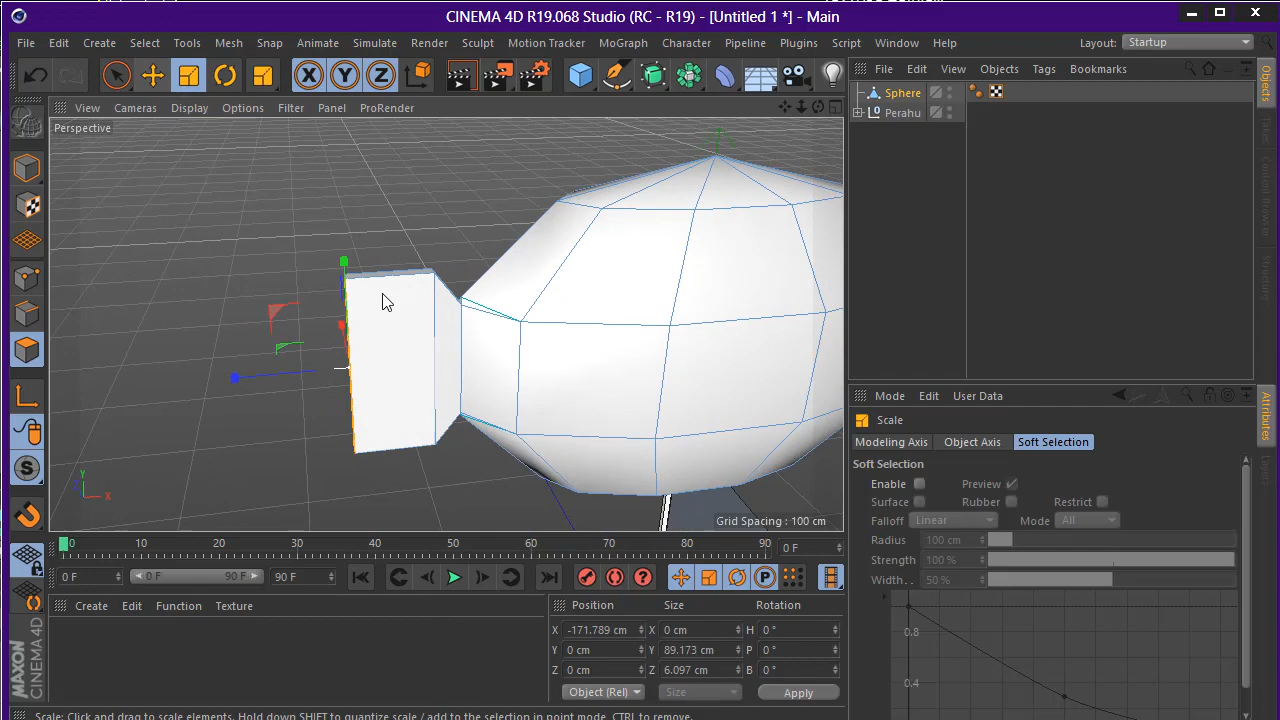 CINEMA 4D R19.068 Studio (RC - R19) - [Untitled 1 *] - Main
File Edit Create Select Tools Mesh Snap Animate Simulate Render Sculpt Motion Tracker MoGraph Character Pipeline Plugins Script Window Help Layout: Startup
X Y Z
File Edit View Objects Tags Bookmarks
View Cameras Display Options Filter Panel ProRender
Perspective
Sphere
Perahu
Objects
Takes
Content Browser
Structure
Mode Edit User Data
Scale
Modeling Axis Object Axis Soft Selection
Soft Selection
Enable Preview
Surface Rubber Restrict
Falloff Linear Mode All
Radius 100 cm
Strength 100 %
Width.. 50 %
0.8
0.4
Attributes
Layers
Y
Z X
Grid Spacing : 100 cm
0 10 20 30 40 50 60 70 80 90 0 F
0 F 0 F 90 F 90 F
Create Edit Function Texture
Position Size Rotation
X -171.789 cm X 0 cm H 0 °
Y 0 cm Y 89.173 cm P 0 °
Z 0 cm Z 6.097 cm B 0 °
Object (Rel) Size Apply
MAXON
CINEMA 4D
Scale: Click and drag to scale elements. Hold down SHIFT to quantize scale / add to the selection in point mode, CTRL to remove.